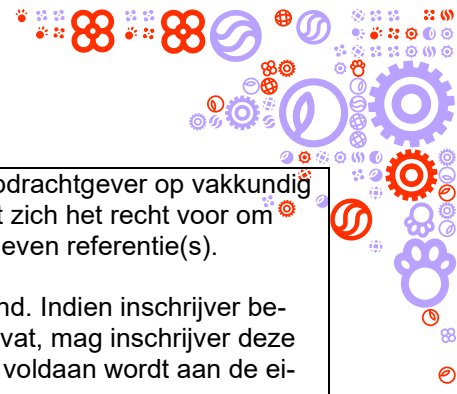 opdrachtgever op vakkundig
t zich het recht voor om
even referentie(s).
nd. Indien inschrijver be-
vat, mag inschrijver deze
voldaan wordt aan de ei-